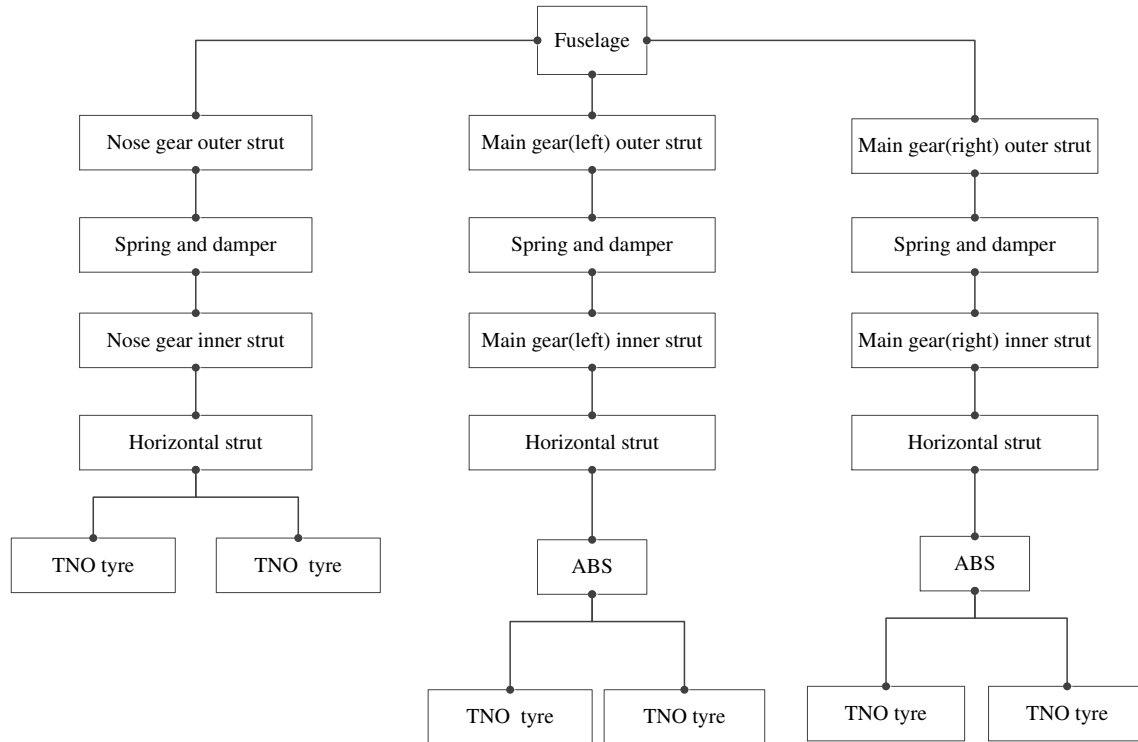 Fuselage
Nose gear outer strut
Main gear(left) outer strut
Main gear(right) outer strut
Spring and damper
Spring and damper
Spring and damper
Nose gear inner strut
Main gear(left) inner strut
Main gear(right) inner strut
Horizontal strut
Horizontal strut
Horizontal strut
TNO tyre
TNO tyre
ABS
ABS
TNO tyre
TNO tyre
TNO tyre
TNO tyre